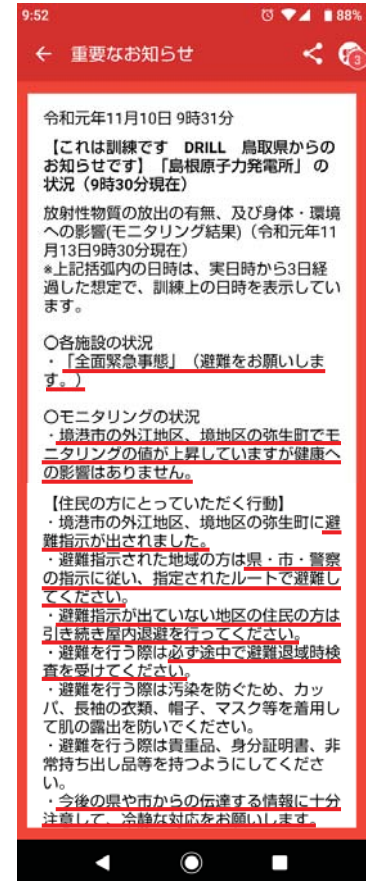 9:52
88%
重要なお知らせ
3
令和元年11月10日 9時31分
【これは訓練です　DRILL　鳥取県からの
お知らせです】「島根原子力発電所」の
状況（9時30分現在）
放射性物質の放出の有無、及び身体・環境
への影響(モニタリング結果)（令和元年11
月13日9時30分現在）
※上記括弧内の日時は、実日時から3日経
過した想定で、訓練上の日時を表示してい
ます。
〇各施設の状況
・「全面緊急事態」（避難をお願いしま
す。）
〇モニタリングの状況
・境港市の外江地区、境地区の弥生町でモ
ニタリングの値が上昇していますが健康へ
の影響はありません。
【住民の方にとっていただく行動】
・境港市の外江地区、境地区の弥生町に避
難指示が出されました。
・避難指示された地域の方は県・市・警察
の指示に従い、指定されたルートで避難し
てください。
・避難指示が出ていない地区の住民の方は
引き続き屋内退避を行ってください。
・避難を行う際は必ず途中で避難退域時検
査を受けてください。
・避難を行う際は汚染を防ぐため、カッ
パ、長袖の衣類、帽子、マスク等を着用し
て肌の露出を防いでください。
・避難を行う際は貴重品、身分証明書、非
常持ち出し品等を持つようにしてくださ
い。
・今後の県や市からの伝達する情報に十分
注意して、冷静な対応をお願いします。